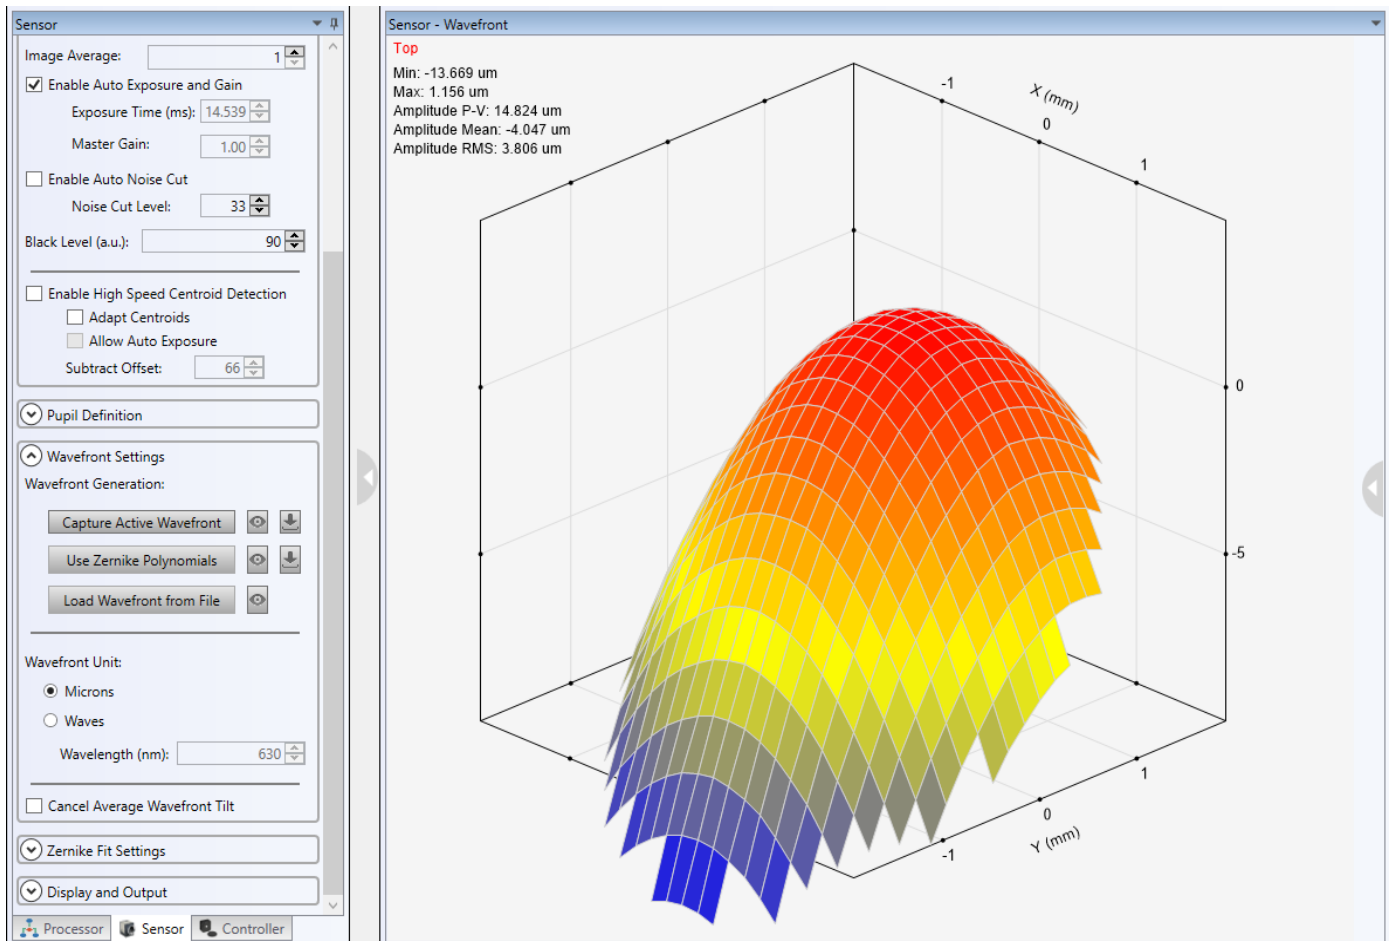 Sensor
Image Average: 1
Enable Auto Exposure and Gain
Exposure Time (ms): 14.539
Master Gain: 1.00
Enable Auto Noise Cut
Noise Cut Level: 33
Black Level (a.u.): 90
Enable High Speed Centroid Detection
Adapt Centroids
Allow Auto Exposure
Subtract Offset: 66
Pupil Definition
Wavefront Settings
Wavefront Generation:
Capture Active Wavefront
Use Zernike Polynomials
Load Wavefront from File
Wavefront Unit:
Microns
Waves
Wavelength (nm): 630
Cancel Average Wavefront Tilt
Zernike Fit Settings
Display and Output
Processor Sensor Controller
Sensor - Wavefront
Top
Min: -13.669 um
Max: 1.156 um
Amplitude P-V: 14.824 um
Amplitude Mean: -4.047 um
Amplitude RMS: 3.806 um
-1
X (mm)
0
1
0
-5
1
0
Y (mm)
-1